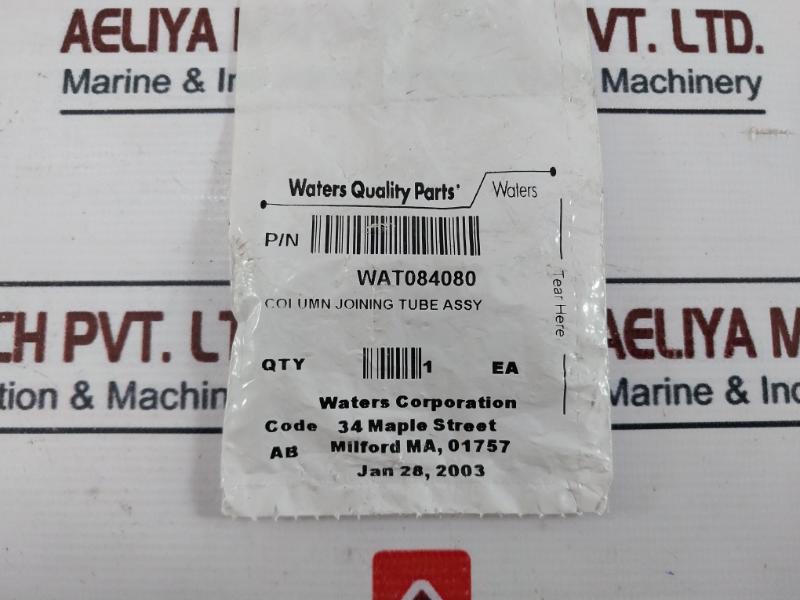 AELIYA
VT. LTD.
Marine &
Machinery
Waters Quality Parts
Waters
P/N
WAT084080
COLUMN JOINING TUBE ASSY
Tear Here
CH PVT. LT
AELIYA M
tion & Machin
Marine & Ind
QTY 1 EA
Waters Corporation
Code 34 Maple Street
AB Milford MA, 01757
Jan 28, 2003